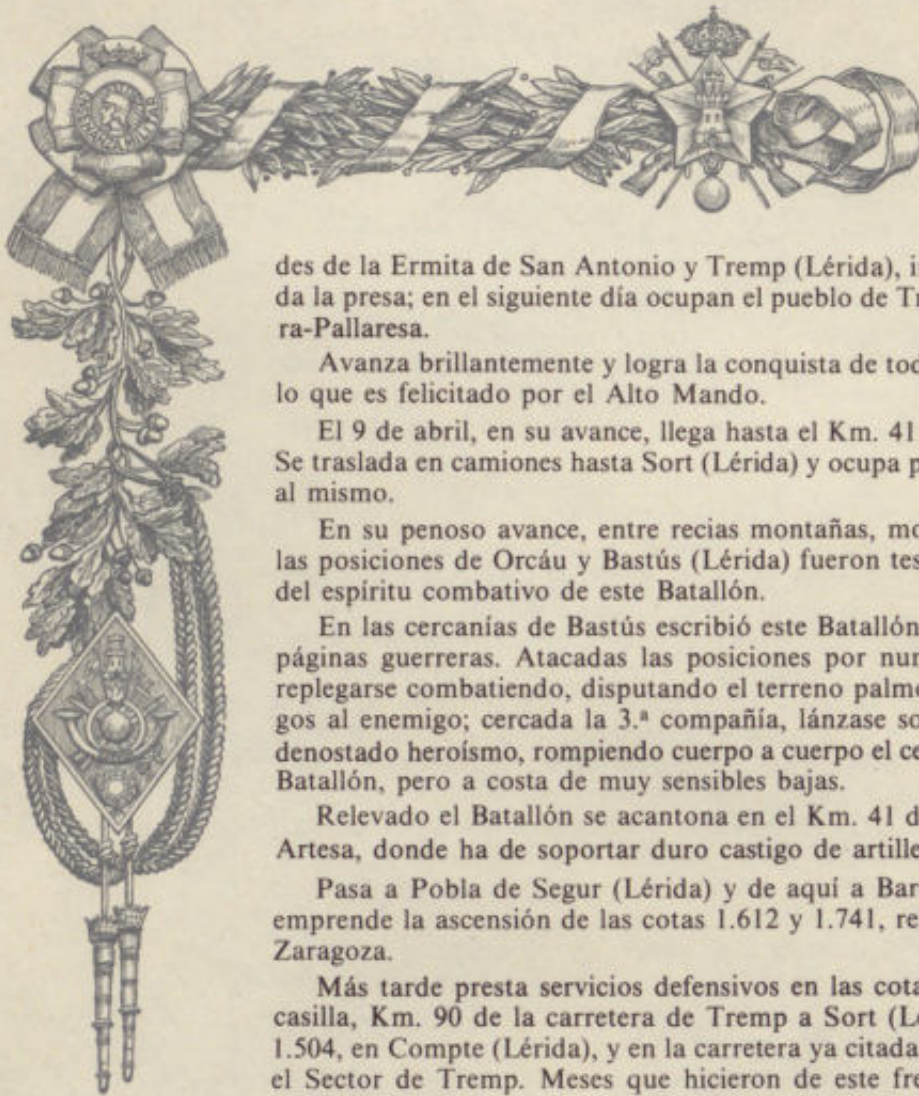 des de la Ermita de San Antonio y Tremp (Lérida),
da la presa; en el siguiente día ocupan el pueblo de
ra-Pallaresa.
Avanza brillantemente y logra la conquista de
lo que es felicitado por el Alto Mando.
El 9 de abril, en su avance, llega hasta el Km. 41
Se traslada en camiones hasta Sort (Lérida) y ocupa
al mismo.
En su penoso avance, entre recias montañas,
las posiciones de Orcáu y Bastús (Lérida) fueron
del espíritu combativo de este Batallón.
En las cercanías de Bastús escribió este Batallón
páginas guerreras. Atacadas las posiciones por
replegarse combatiendo, disputando el terreno
gos al enemigo; cercada la 3.ª compañía, lánzase
denostado heroísmo, rompiendo cuerpo a cuerpo el
Batallón, pero a costa de muy sensibles bajas.
Relevado el Batallón se acantona en el Km. 41
Artesa, donde ha de soportar duro castigo de
Pasa a Pobla de Segur (Lérida) y de aquí a
emprende la ascensión de las cotas 1.612 y 1.741,
Zaragoza.
Más tarde presta servicios defensivos en las
casilla, Km. 90 de la carretera de Tremp a Sort
1.504, en Compte (Lérida), y en la carretera ya citada
el Sector de Tremp. Meses que hicieron de este